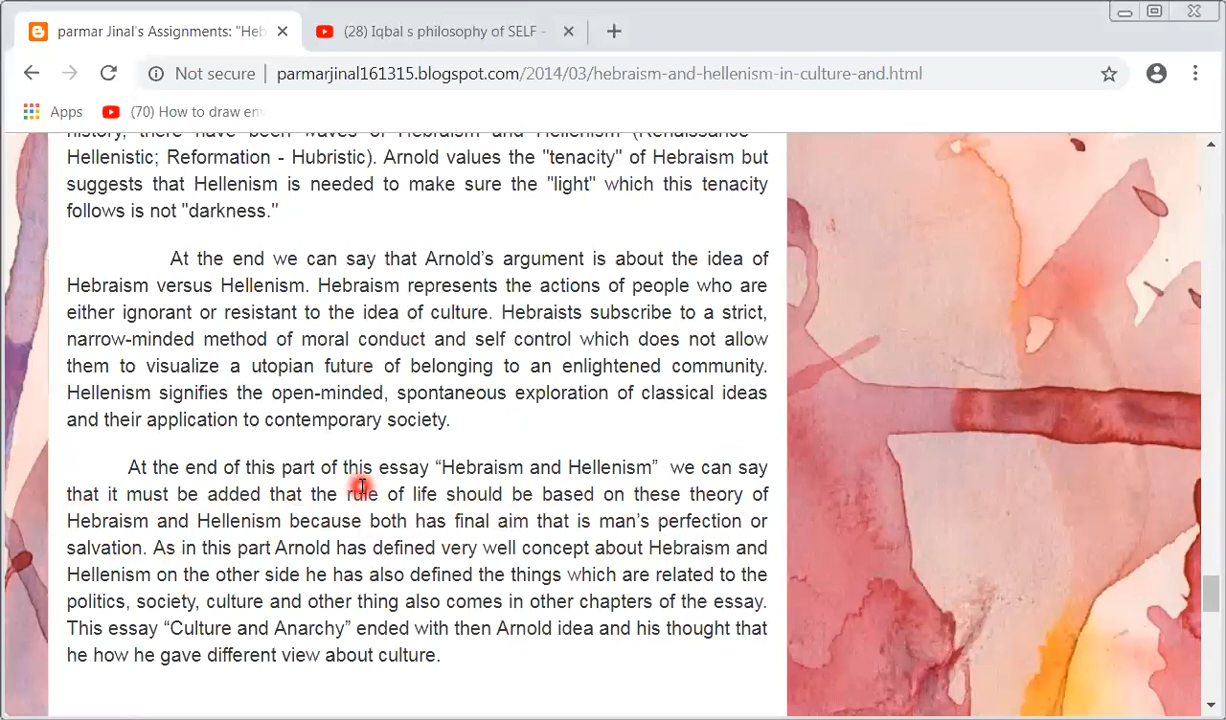 parmar Jinal's Assignments: "Heb
(28) Iqbal s philosophy of SELF -
Not secure
parmarjinal161315.blogspot.com/2014/03/hebraism-and-hellenism-in-culture-and.html
Apps
(70) How to draw env
history, there have been waves of Hebraism and Hellenism (Renaissance -
Hellenistic; Reformation - Hubristic). Arnold values the "tenacity" of Hebraism but
suggests that Hellenism is needed to make sure the "light" which this tenacity
follows is not "darkness."
At the end we can say that Arnold's argument is about the idea of
Hebraism versus Hellenism. Hebraism represents the actions of people who are
either ignorant or resistant to the idea of culture. Hebraists subscribe to a strict,
narrow-minded method of moral conduct and self control which does not allow
them to visualize a utopian future of belonging to an enlightened community.
Hellenism signifies the open-minded, spontaneous exploration of classical ideas
and their application to contemporary society.
At the end of this part of this essay “Hebraism and Hellenism” we can say
that it must be added that the rule of life should be based on these theory of
Hebraism and Hellenism because both has final aim that is man’s perfection or
salvation. As in this part Arnold has defined very well concept about Hebraism and
Hellenism on the other side he has also defined the things which are related to the
politics, society, culture and other thing also comes in other chapters of the essay.
This essay “Culture and Anarchy” ended with then Arnold idea and his thought that
he how he gave different view about culture.